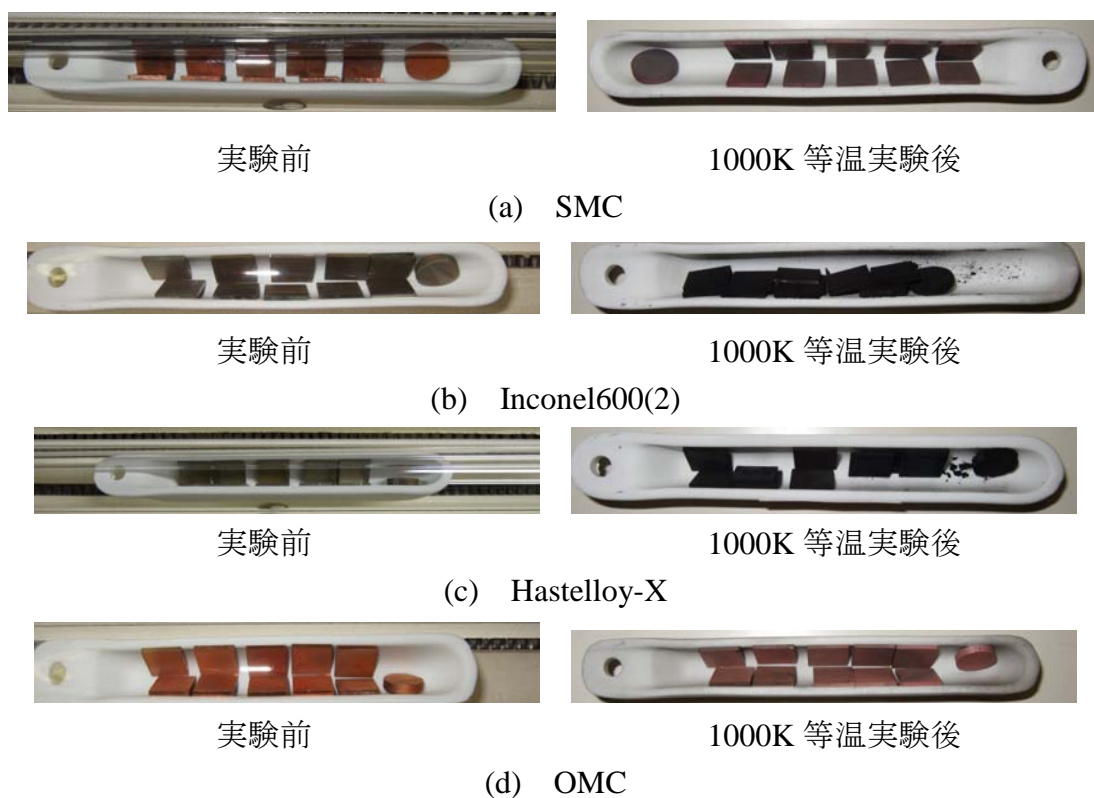 実験前 1000K 等温実験後
(a) SMC
実験前 1000K 等温実験後
(b) Inconel600(2)
実験前 1000K 等温実験後
(c) Hastelloy-X
実験前 1000K 等温実験後
(d) OMC